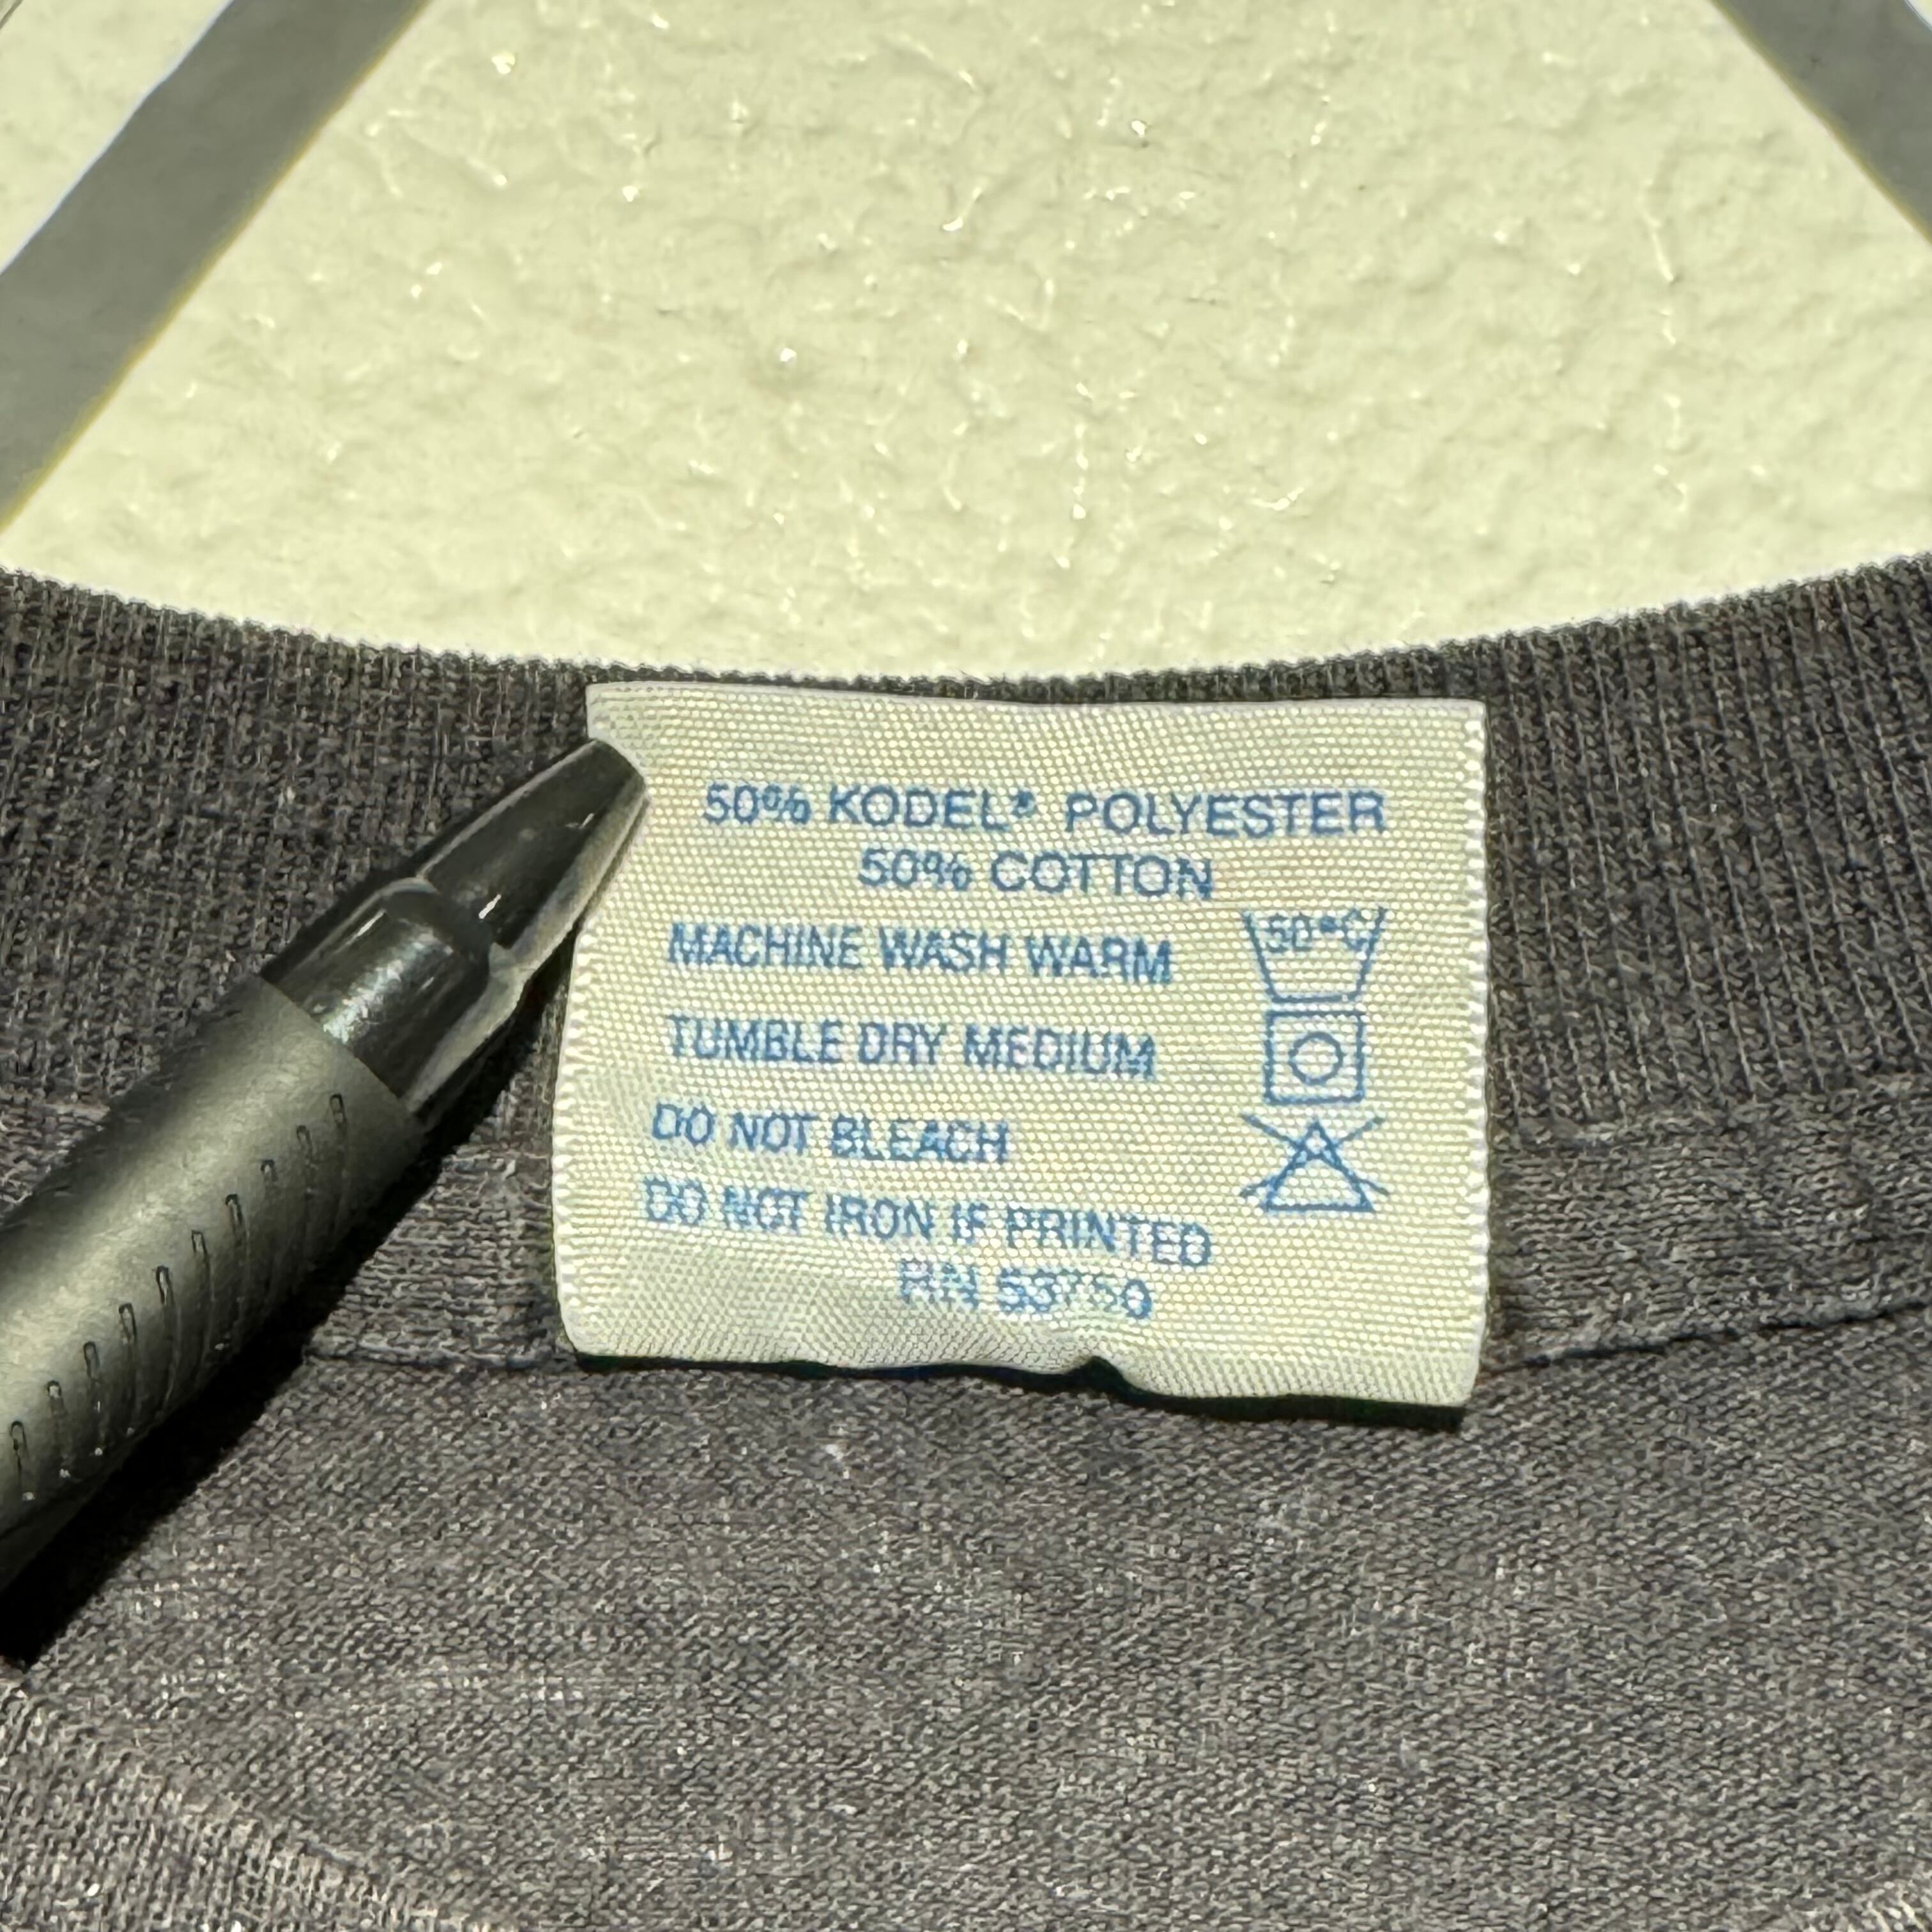 50% KODEL® POLYESTER
50% COTTON
MACHINE WASH WARM
50°C
TUMBLE DRY MEDIUM
DO NOT BLEACH
DO NOT IRON IF PRINTED
RN 53750